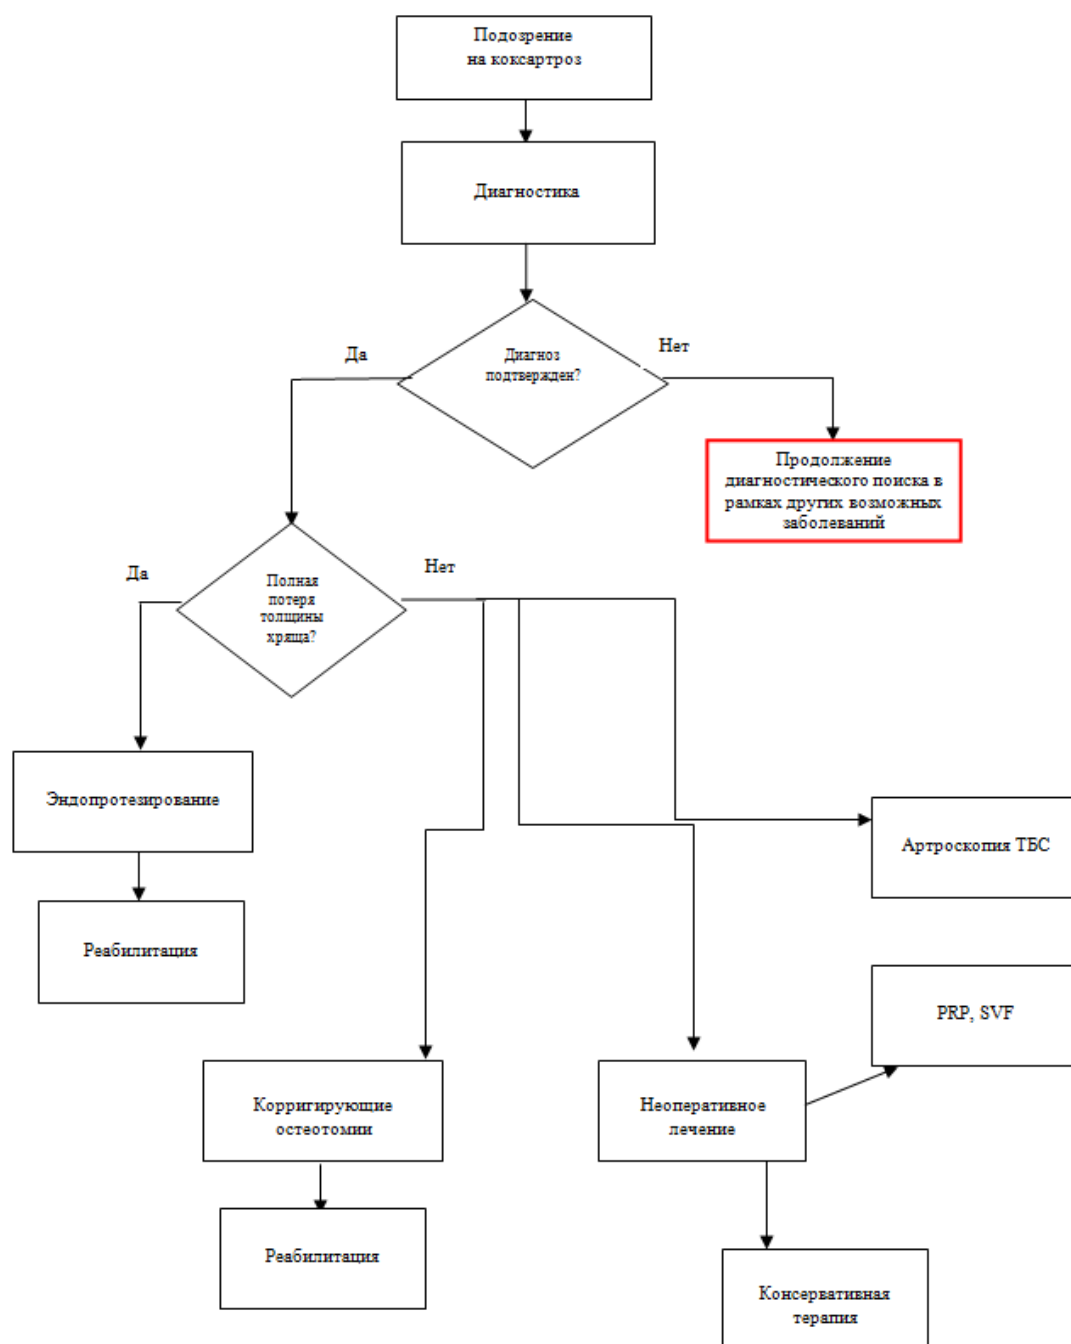 Подозрение
на коксартроз
Диагностика
Да
Нет
Диагноз
подтвержден?
Продолжение
диагностического поиска в
рамках других возможных
заболеваний
Да
Нет
Полная
потеря
толщины
хряща?
Эндопротезирование
Артроскопия ТБС
Реабилитация
PRP, SVF
Корригирующие
остеотомии
Неоперативное
лечение
Реабилитация
Консервативная
терапия